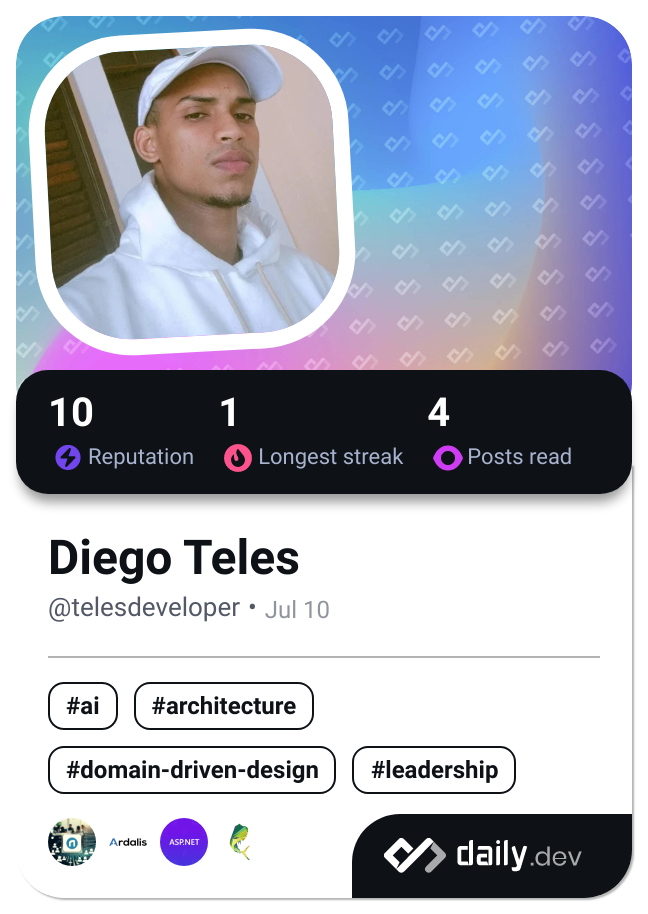 10 1 4
Reputation Longest streak Posts read
Diego Teles
@telesdeveloper • Jul 10
#ai #architecture
#domain-driven-design #leadership
Ardalis ASP.NET
daily.dev